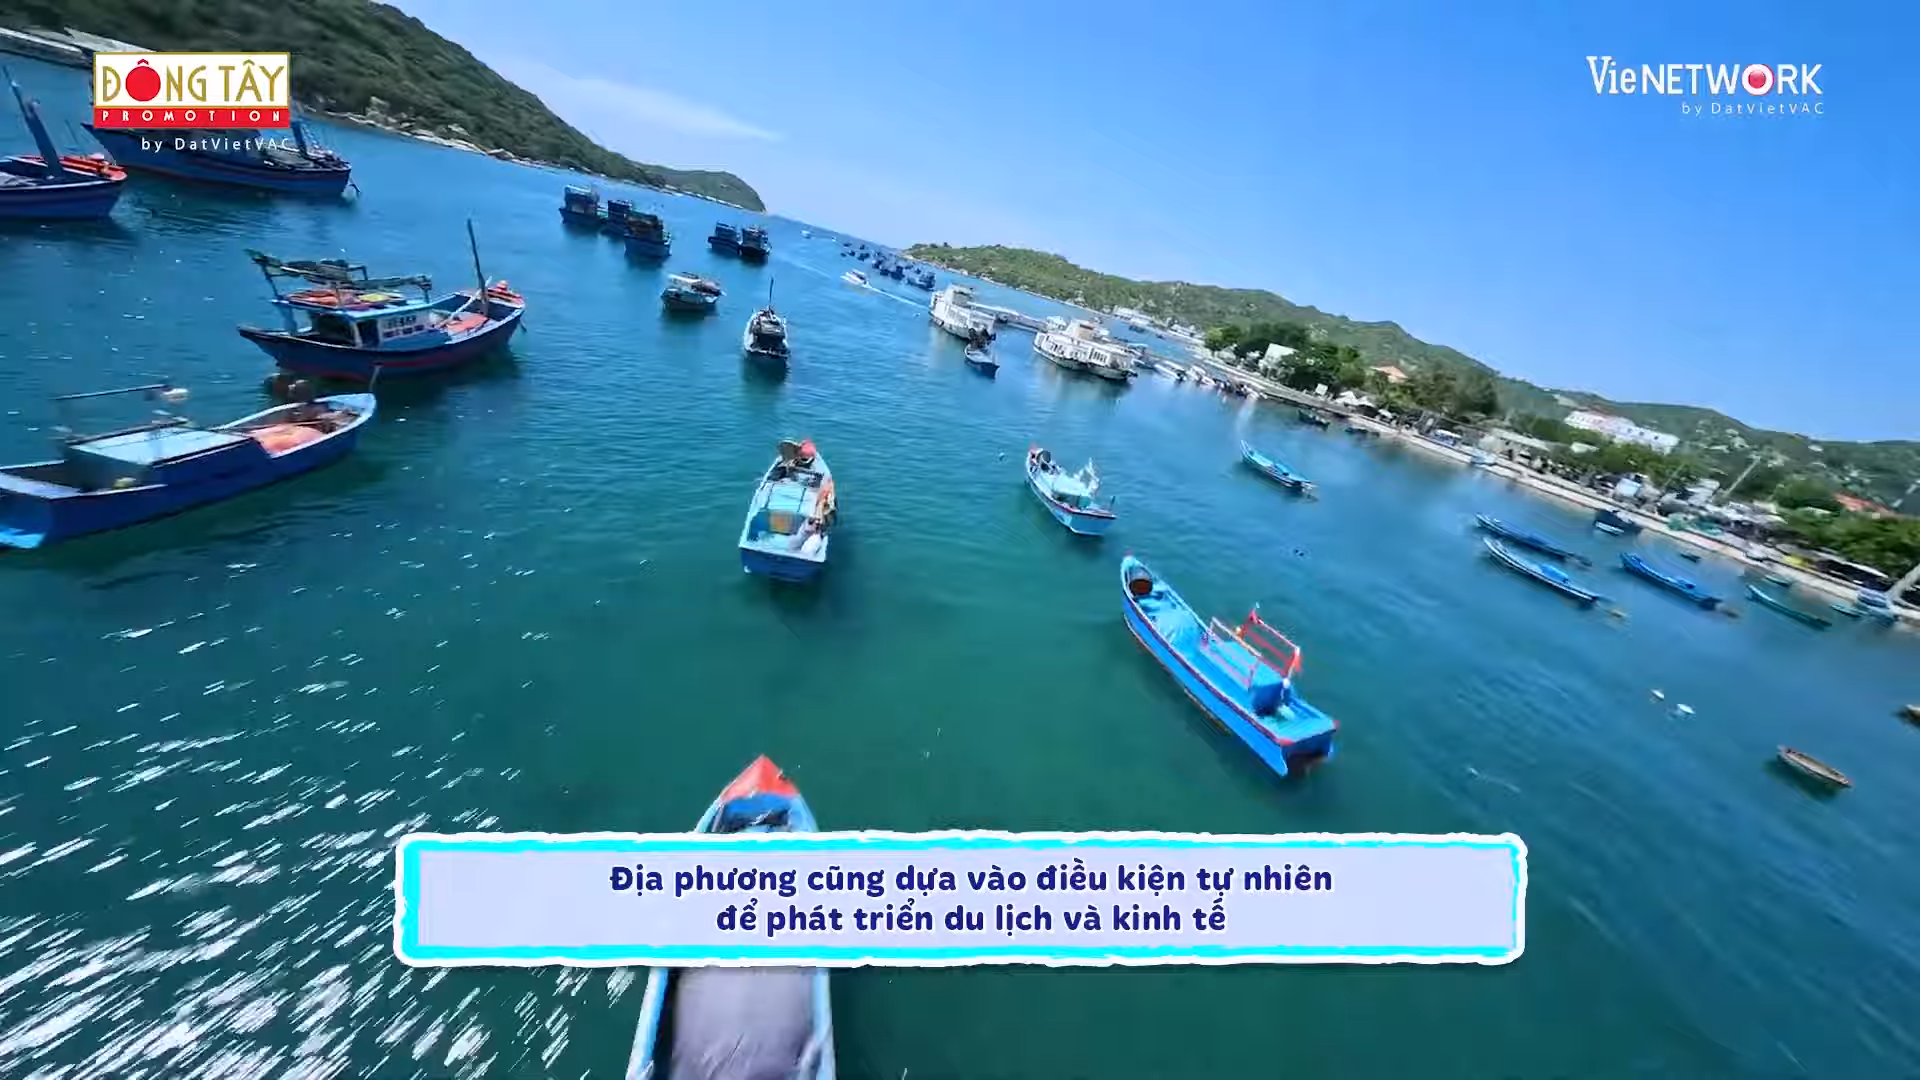 ĐÔNG TÂY
PROMOTION
by DatVietVAC
VieNETWORK
by DatVietVAC
Địa phương cũng dựa vào điều kiện tự nhiên
để phát triển du lịch và kinh tế